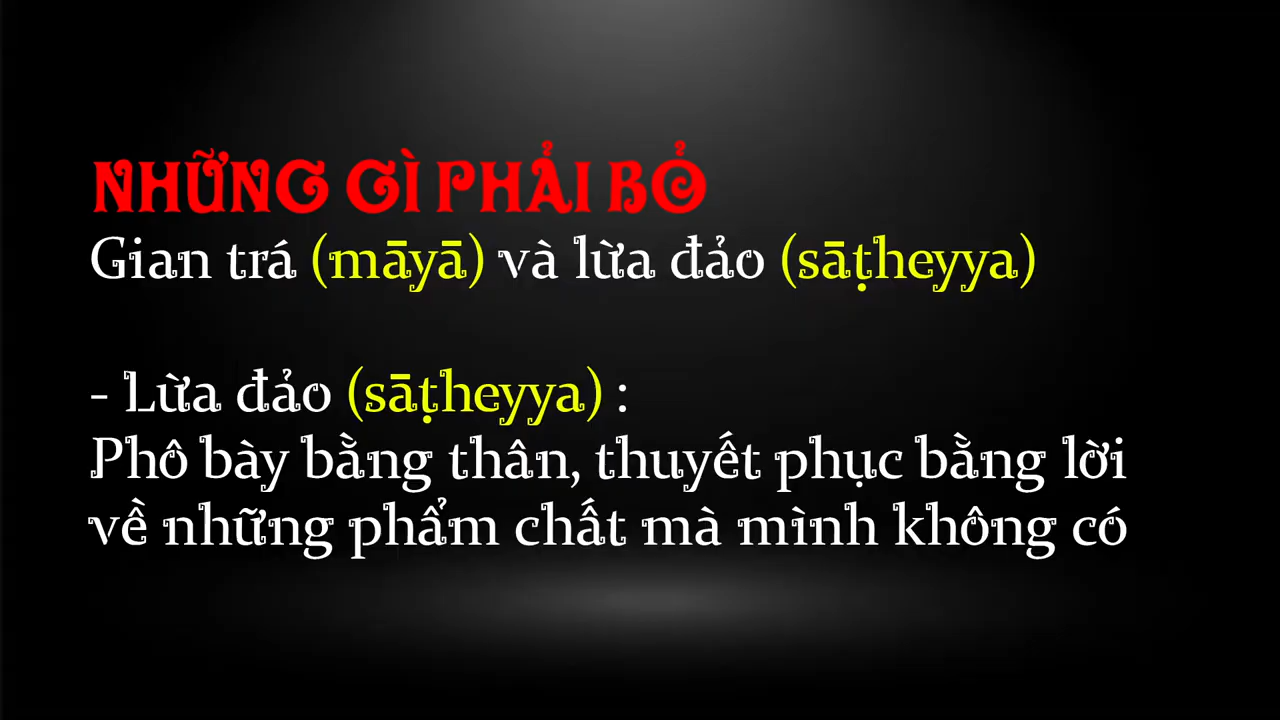 NHỮNG GÌ PHẢI BỎ
Gian trá (māyā) và lừa đảo (sāṭheyya)
- Lừa đảo (sāṭheyya) :
Phô bày bằng thân, thuyết phục bằng lời
về những phẩm chất mà mình không có